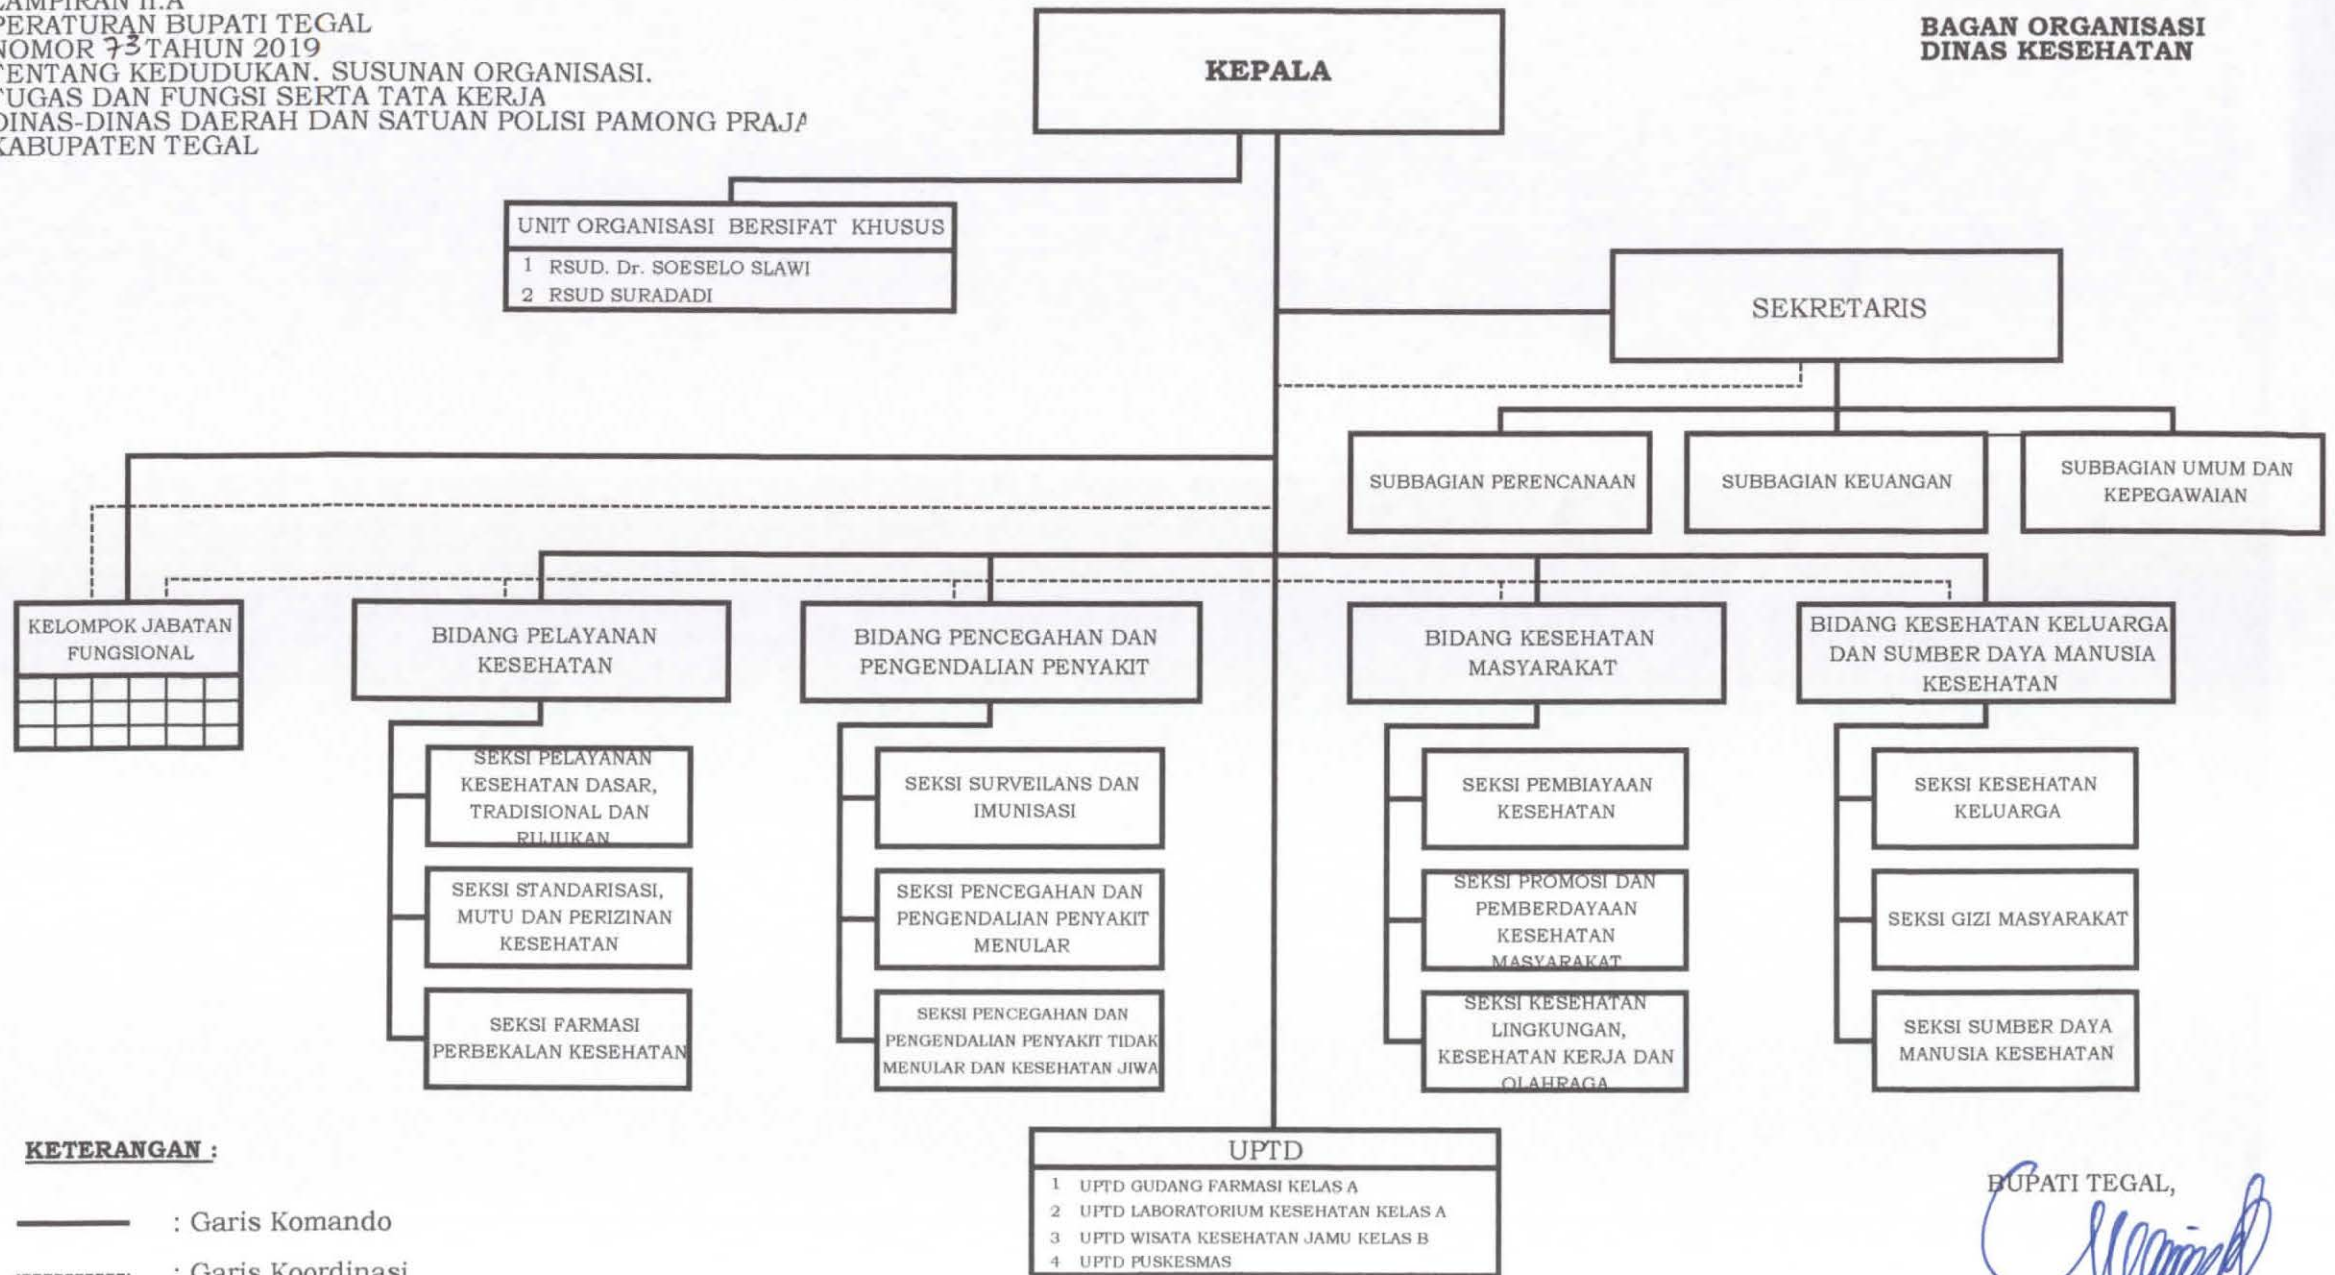 LAMPIRAN II.A
PERATURAN BUPATI TEGAL
NOMOR 73 TAHUN 2019
TENTANG KEDUDUKAN. SUSUNAN ORGANISASI.
TUGAS DAN FUNGSI SERTA TATA KERJA
DINAS-DINAS DAERAH DAN SATUAN POLISI PAMONG PRAJA
KABUPATEN TEGAL
BAGAN ORGANISASI
DINAS KESEHATAN
KEPALA
UNIT ORGANISASI BERSIFAT KHUSUS
1 RSUD. Dr. SOESELO SLAWI
2 RSUD SURADADI
SEKRETARIS
SUBBAGIAN PERENCANAAN
SUBBAGIAN KEUANGAN
SUBBAGIAN UMUM DAN
KEPEGAWAIAN
KELOMPOK JABATAN
FUNGSIONAL
BIDANG PELAYANAN
KESEHATAN
BIDANG PENCEGAHAN DAN
PENGENDALIAN PENYAKIT
BIDANG KESEHATAN
MASYARAKAT
BIDANG KESEHATAN KELUARGA
DAN SUMBER DAYA MANUSIA
KESEHATAN
SEKSI PELAYANAN
KESEHATAN DASAR,
TRADISIONAL DAN
RUJUKAN
SEKSI STANDARISASI,
MUTU DAN PERIZINAN
KESEHATAN
SEKSI FARMASI
PERBEKALAN KESEHATAN
SEKSI SURVEILANS DAN
IMUNISASI
SEKSI PENCEGAHAN DAN
PENGENDALIAN PENYAKIT
MENULAR
SEKSI PENCEGAHAN DAN
PENGENDALIAN PENYAKIT TIDAK
MENULAR DAN KESEHATAN JIWA
SEKSI PEMBIAYAAN
KESEHATAN
SEKSI PROMOSI DAN
PEMBERDAYAAN
KESEHATAN
MASYARAKAT
SEKSI KESEHATAN
LINGKUNGAN,
KESEHATAN KERJA DAN
OLAHRAGA
SEKSI KESEHATAN
KELUARGA
SEKSI GIZI MASYARAKAT
SEKSI SUMBER DAYA
MANUSIA KESEHATAN
UPTD
1 UPTD GUDANG FARMASI KELAS A
2 UPTD LABORATORIUM KESEHATAN KELAS A
3 UPTD WISATA KESEHATAN JAMU KELAS B
4 UPTD PUSKESMAS
KETERANGAN :
: Garis Komando
: Garis Koordinasi
BUPATI TEGAL,